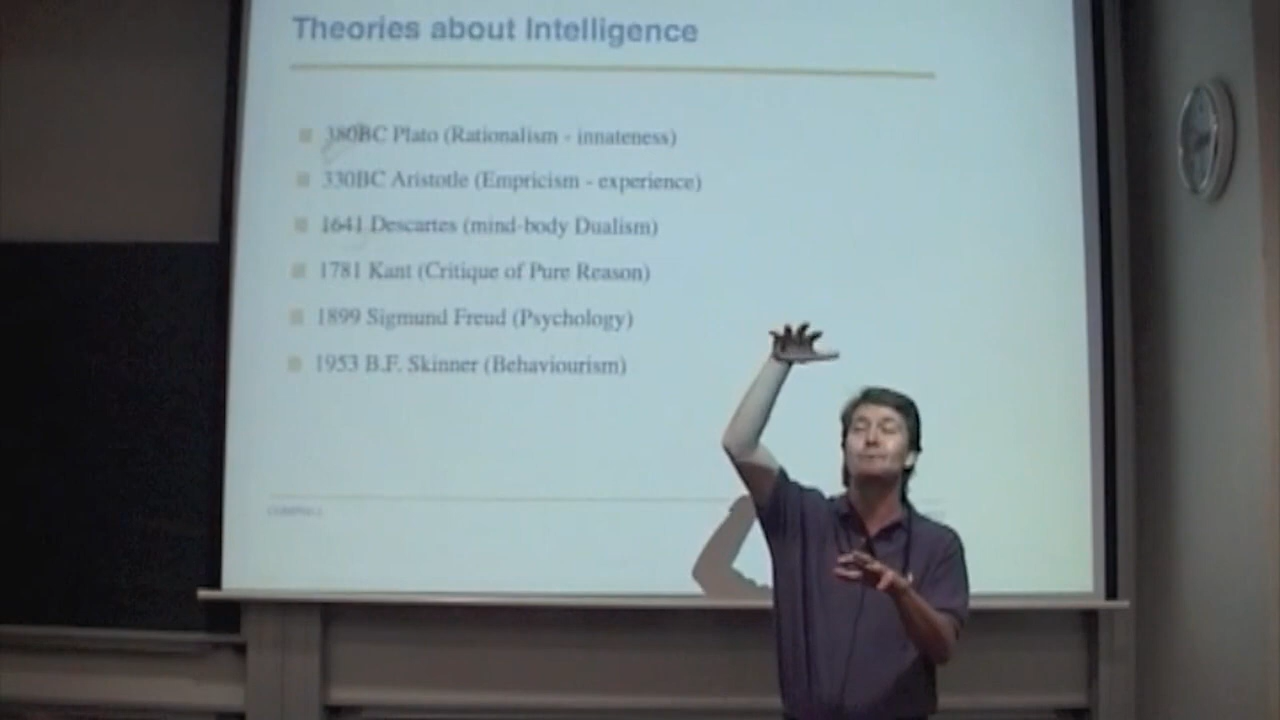 Theories about Intelligence
380BC Plato (Rationalism - innateness)
330BC Aristotle (Empricism - experience)
1641 Descartes (mind-body Dualism)
1781 Kant (Critique of Pure Reason)
1899 Sigmund Freud (Psychology)
1953 B.F. Skinner (Behaviourism)